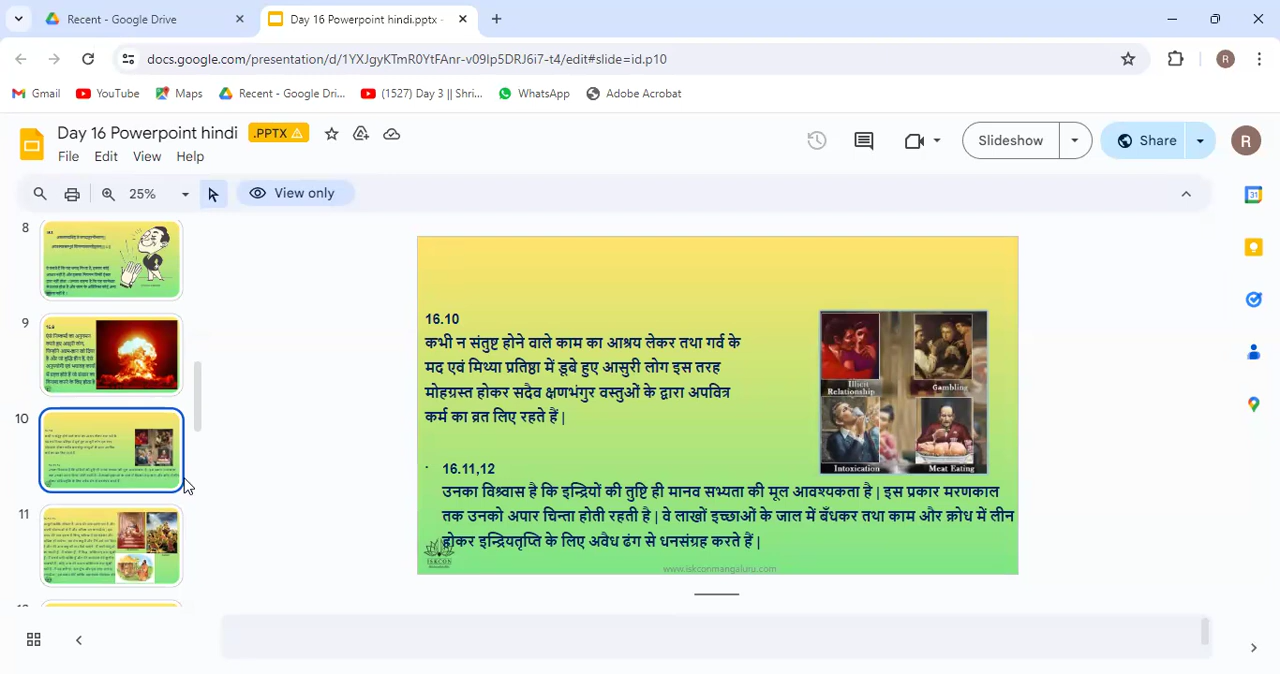 Recent - Google Drive
Day 16 Powerpoint hindi.pptx -
docs.google.com/presentation/d/1YXJgyKTmR0YtFAnr-v09Ip5DRJ6i7-t4/edit#slide=id.p10
Gmail
YouTube
Maps
Recent - Google Dri...
(1527) Day 3 || Shri...
WhatsApp
Adobe Acrobat
Day 16 Powerpoint hindi
.PPTX
File Edit View Help
Slideshow
Share
R
25%
View only
8
9
10
11
16.10
कभी न संतुष्ट होने वाले काम का आश्रय लेकर तथा गर्व के
मद एवं मिथ्या प्रतिष्ठा में डूबे हुए आसुरी लोग इस तरह
मोहग्रस्त होकर सदैव क्षणभंगुर वस्तुओं के द्वारा अपवित्र
कर्म का व्रत लिए रहते हैं |
Illicit
Relationship
Gambling
Intoxication
Meat Eating
16.11,12
उनका विश्वास है कि इन्द्रियों की तुष्टि ही मानव सभ्यता की मूल आवश्यकता है | इस प्रकार मरणकाल
तक उनको अपार चिन्ता होती रहती है | वे लाखों इच्छाओं के जाल में बँधकर तथा काम और क्रोध में लीन
होकर इन्द्रियतृप्ति के लिए अवैध ढंग से धनसंग्रह करते हैं |
ISKCON
www.iskconmangaluru.com